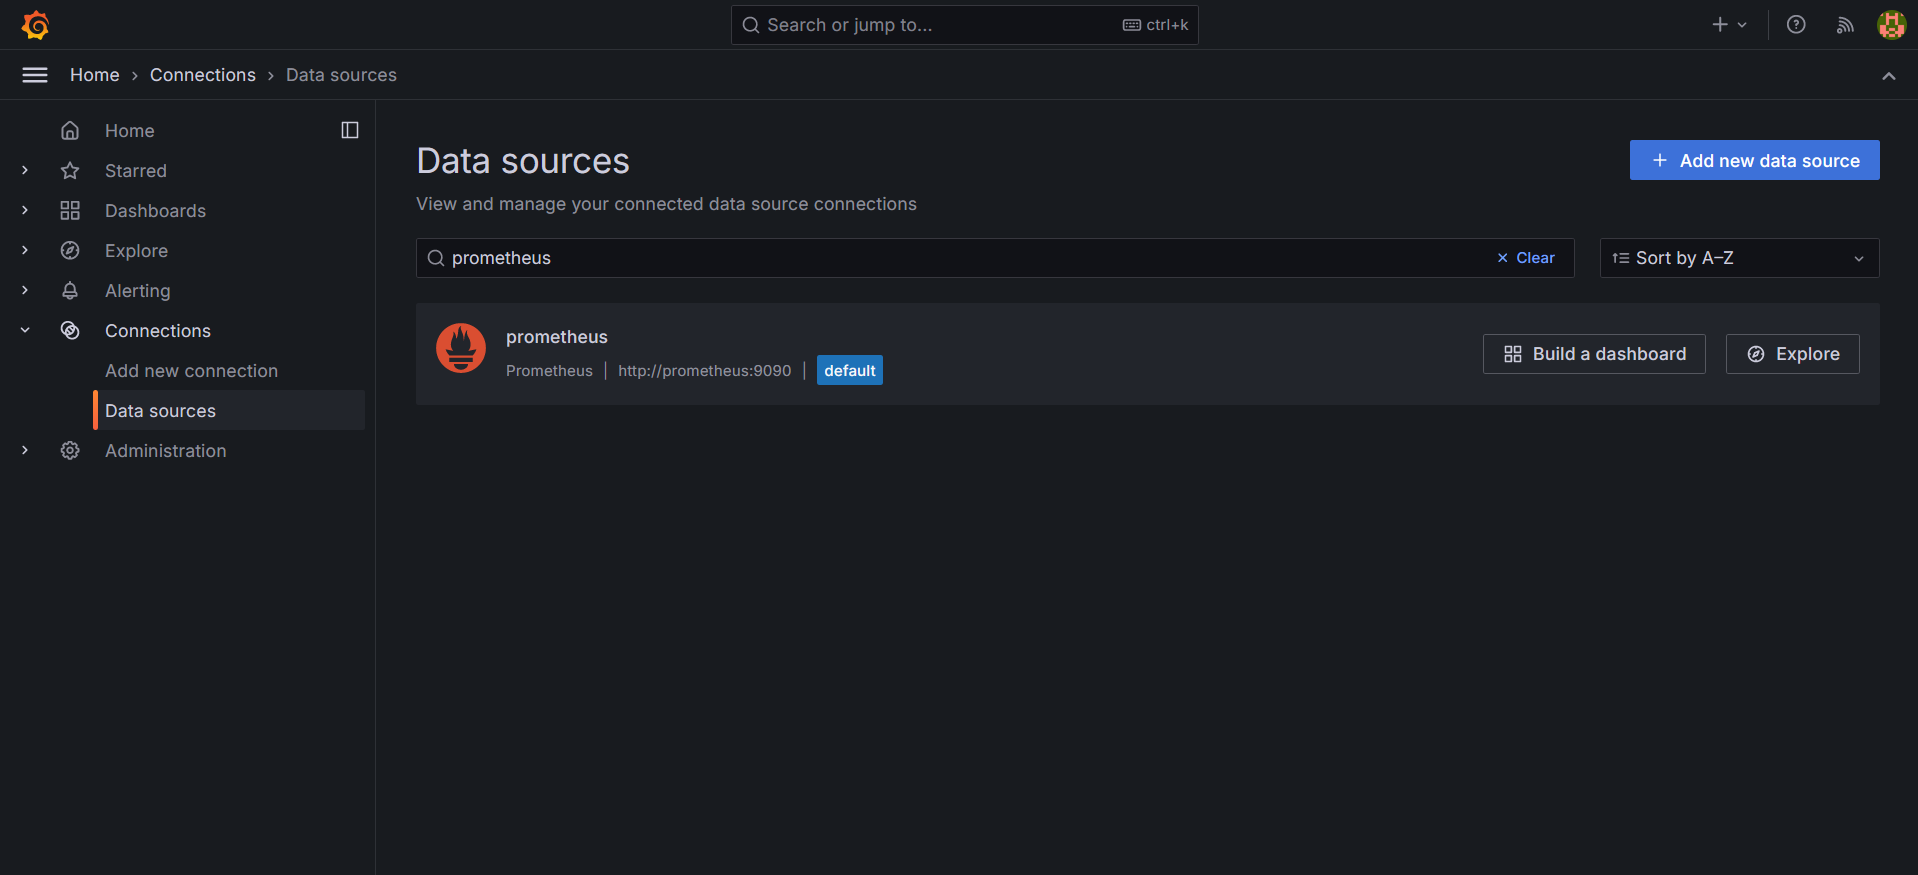 Search or jump to...
ctrl+k
Home
Connections
Data sources
Home
Starred
Dashboards
Explore
Alerting
Connections
Add new connection
Data sources
Administration
Data sources
Add new data source
View and manage your connected data source connections
prometheus
Clear
Sort by A–Z
prometheus
Prometheus | http://prometheus:9090 | default
Build a dashboard
Explore